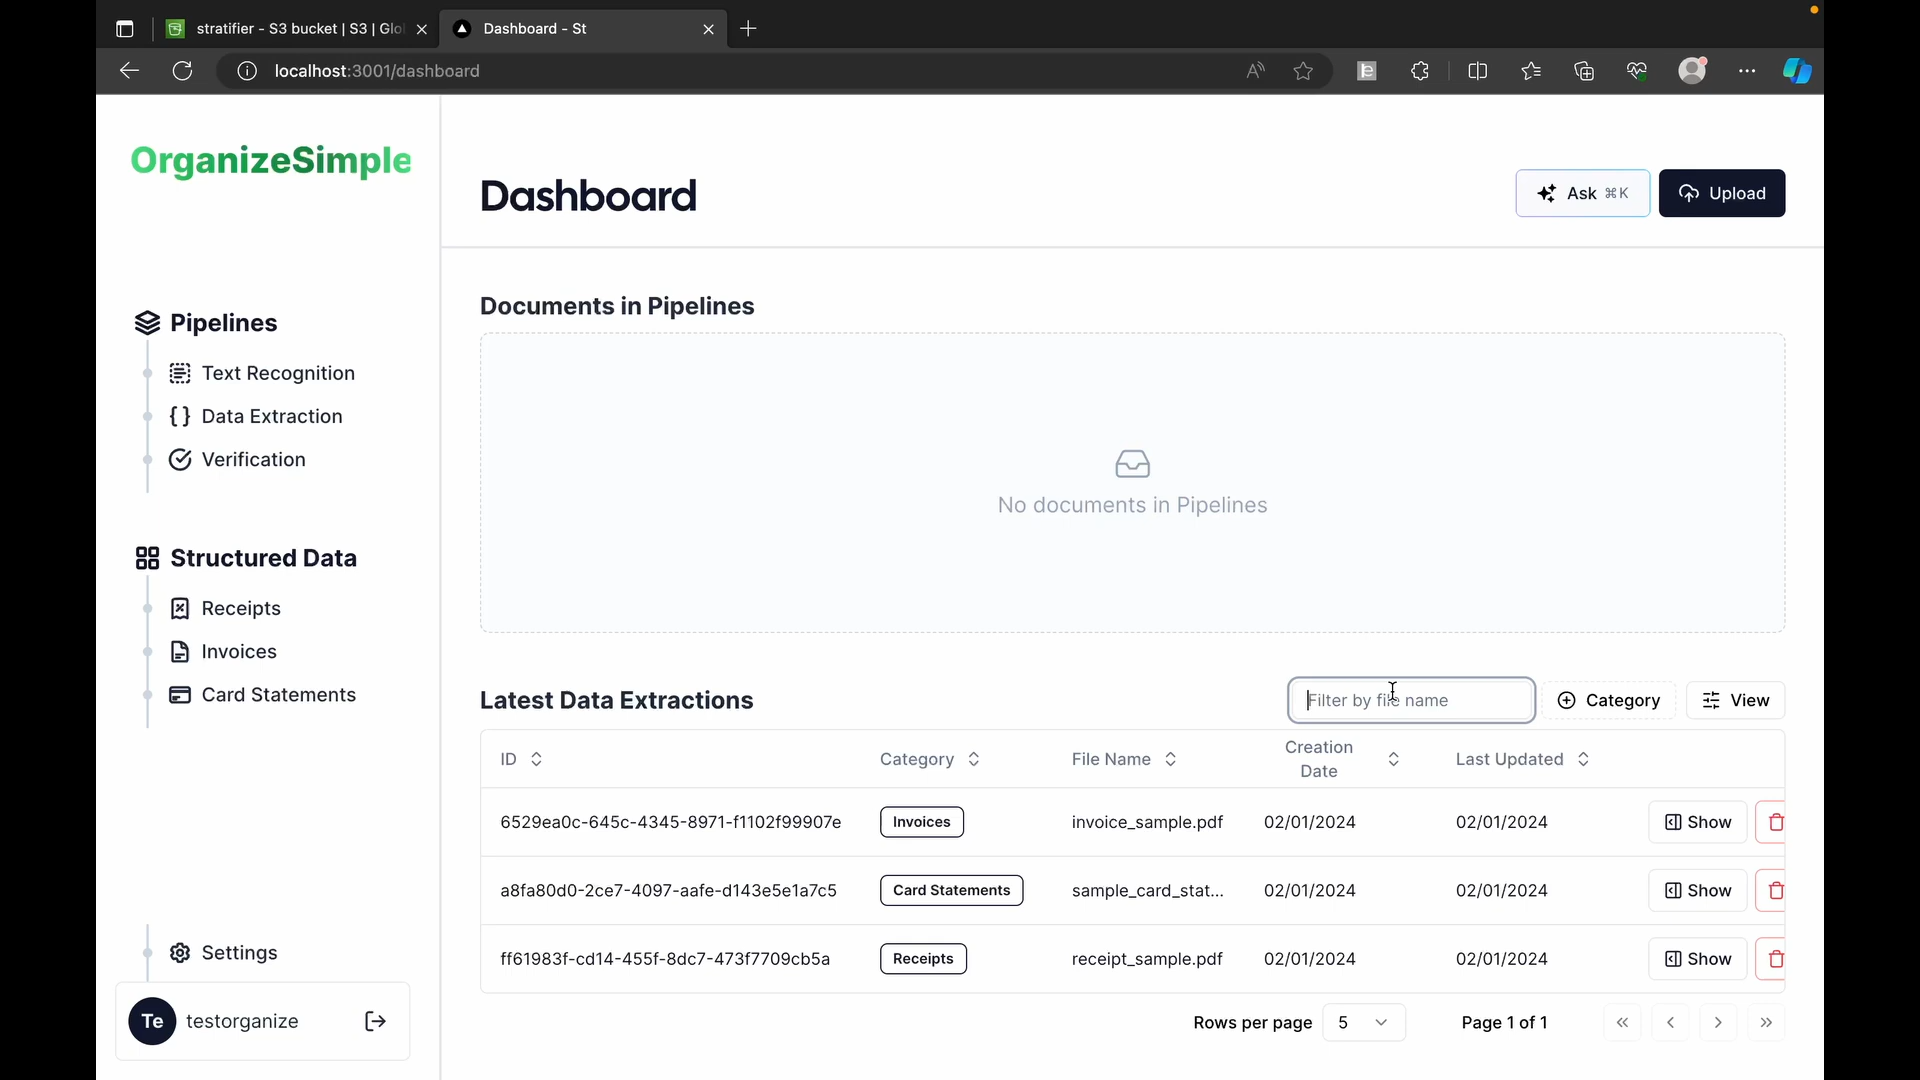 stratifier - S3 bucket | S3 | Glo
Dashboard - St
localhost:3001/dashboard
OrganizeSimple
Dashboard
Ask ⌘K
Upload
Pipelines
Text Recognition
Data Extraction
Verification
Structured Data
Receipts
Invoices
Card Statements
Settings
Te testorganize
Documents in Pipelines
No documents in Pipelines
Latest Data Extractions
Filter by file name
Category
View
ID Category File Name Creation Date Last Updated
6529ea0c-645c-4345-8971-f1102f99907e Invoices invoice_sample.pdf 02/01/2024 02/01/2024 Show
a8fa80d0-2ce7-4097-aafe-d143e5e1a7c5 Card Statements sample_card_stat... 02/01/2024 02/01/2024 Show
ff61983f-cd14-455f-8dc7-473f7709cb5a Receipts receipt_sample.pdf 02/01/2024 02/01/2024 Show
Rows per page 5 Page 1 of 1